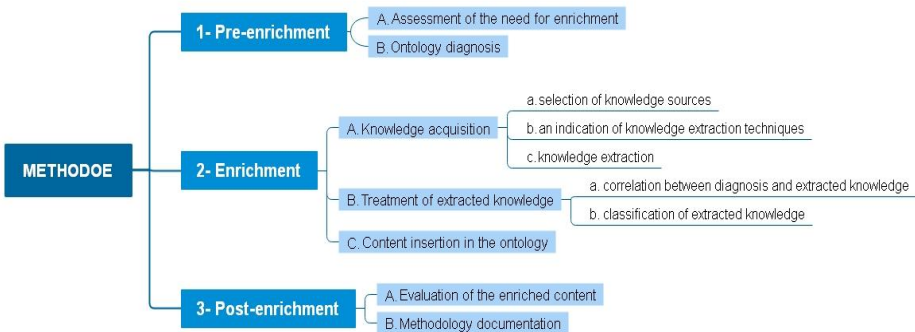 METHODOE
1- Pre-enrichment
A. Assessment of the need for enrichment
B. Ontology diagnosis
2- Enrichment
A. Knowledge acquisition
a. selection of knowledge sources
b. an indication of knowledge extraction techniques
c. knowledge extraction
B. Treatment of extracted knowledge
a. correlation between diagnosis and extracted knowledge
b. classification of extracted knowledge
C. Content insertion in the ontology
3- Post-enrichment
A. Evaluation of the enriched content
B. Methodology documentation